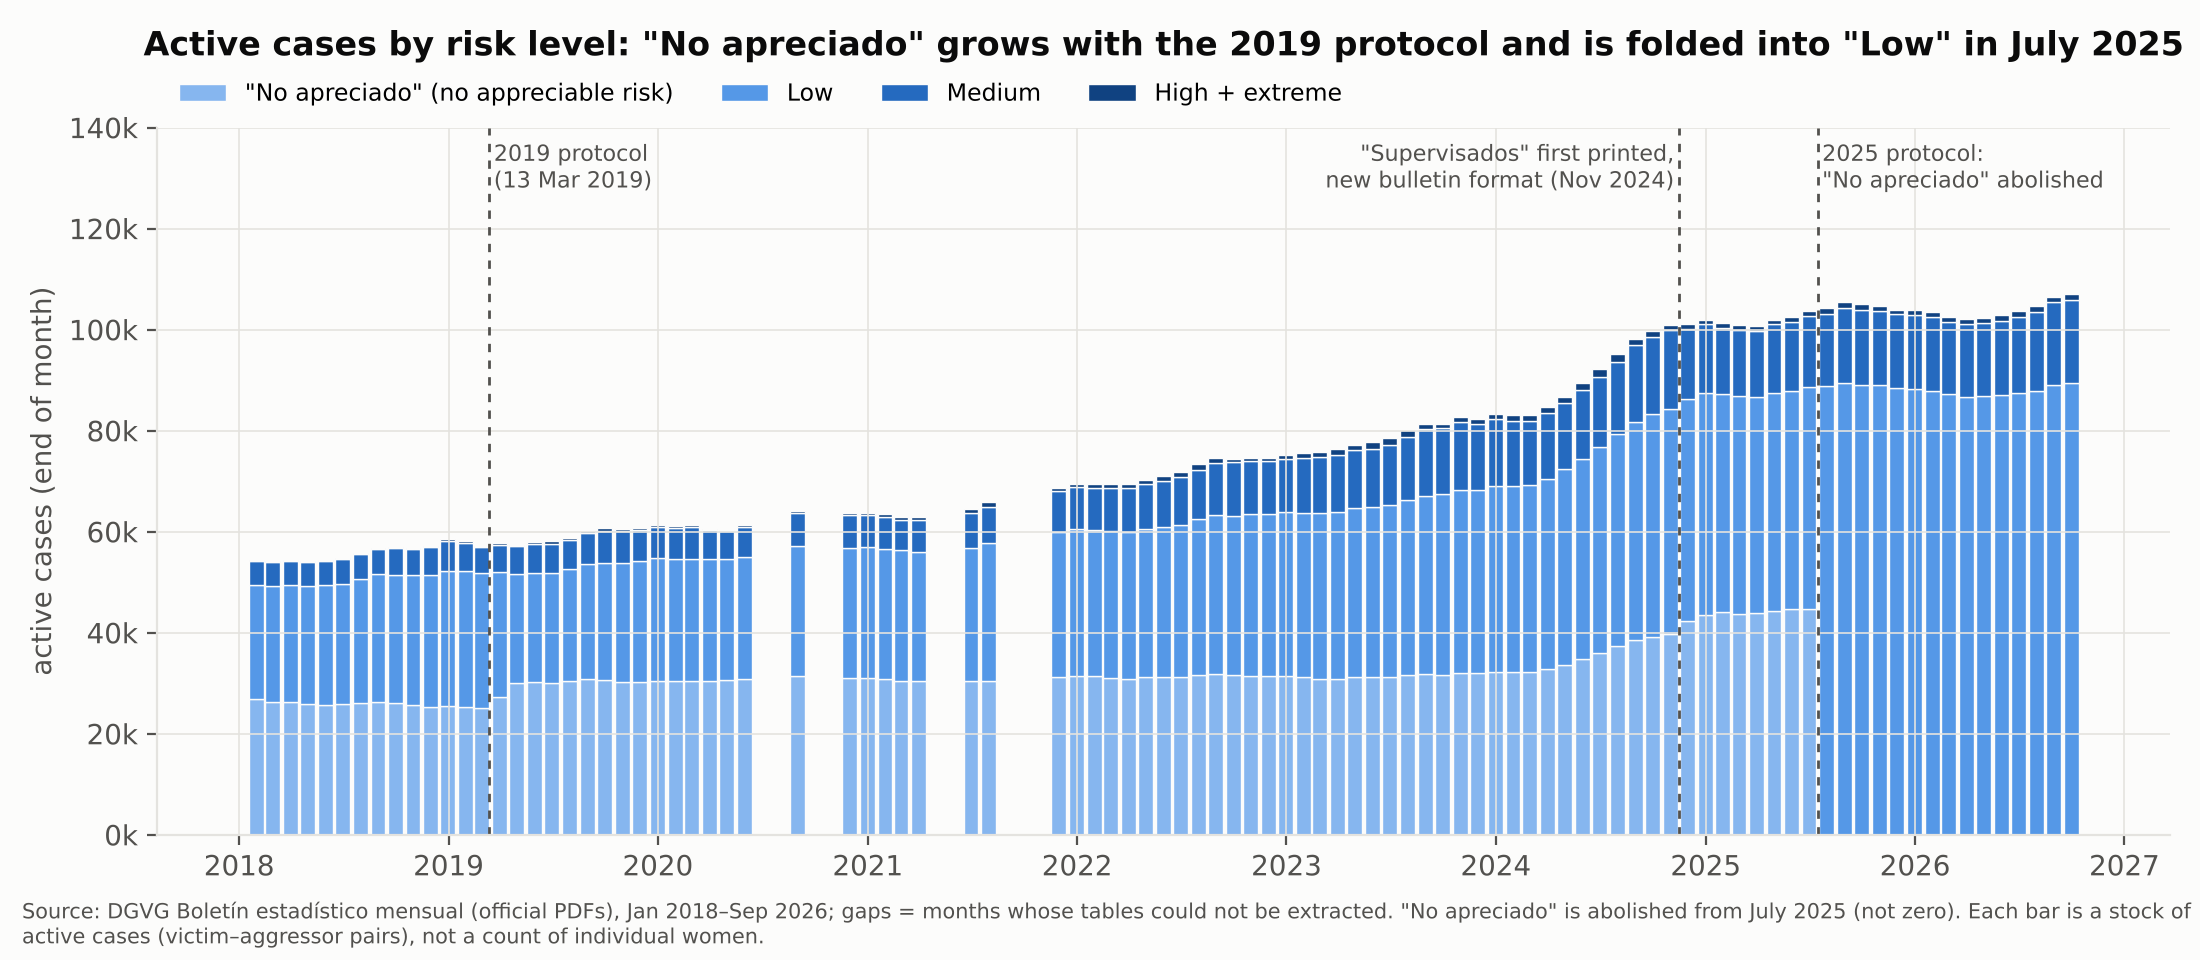 Active cases by risk level: "No apreciado" grows with the 2019 protocol and is folded into "Low" in July 2025
"No apreciado" (no appreciable risk)
Low
Medium
High + extreme
140k
120k
100k
80k
60k
40k
20k
0k
active cases (end of month)
2019 protocol
(13 Mar 2019)
"Supervisados" first printed,
new bulletin format (Nov 2024)
2025 protocol:
"No apreciado" abolished
2018
2019
2020
2021
2022
2023
2024
2025
2026
2027
Source: DGVG Boletín estadístico mensual (official PDFs), Jan 2018–Sep 2026; gaps = months whose tables could not be extracted. "No apreciado" is abolished from July 2025 (not zero). Each bar is a stock of
active cases (victim–aggressor pairs), not a count of individual women.